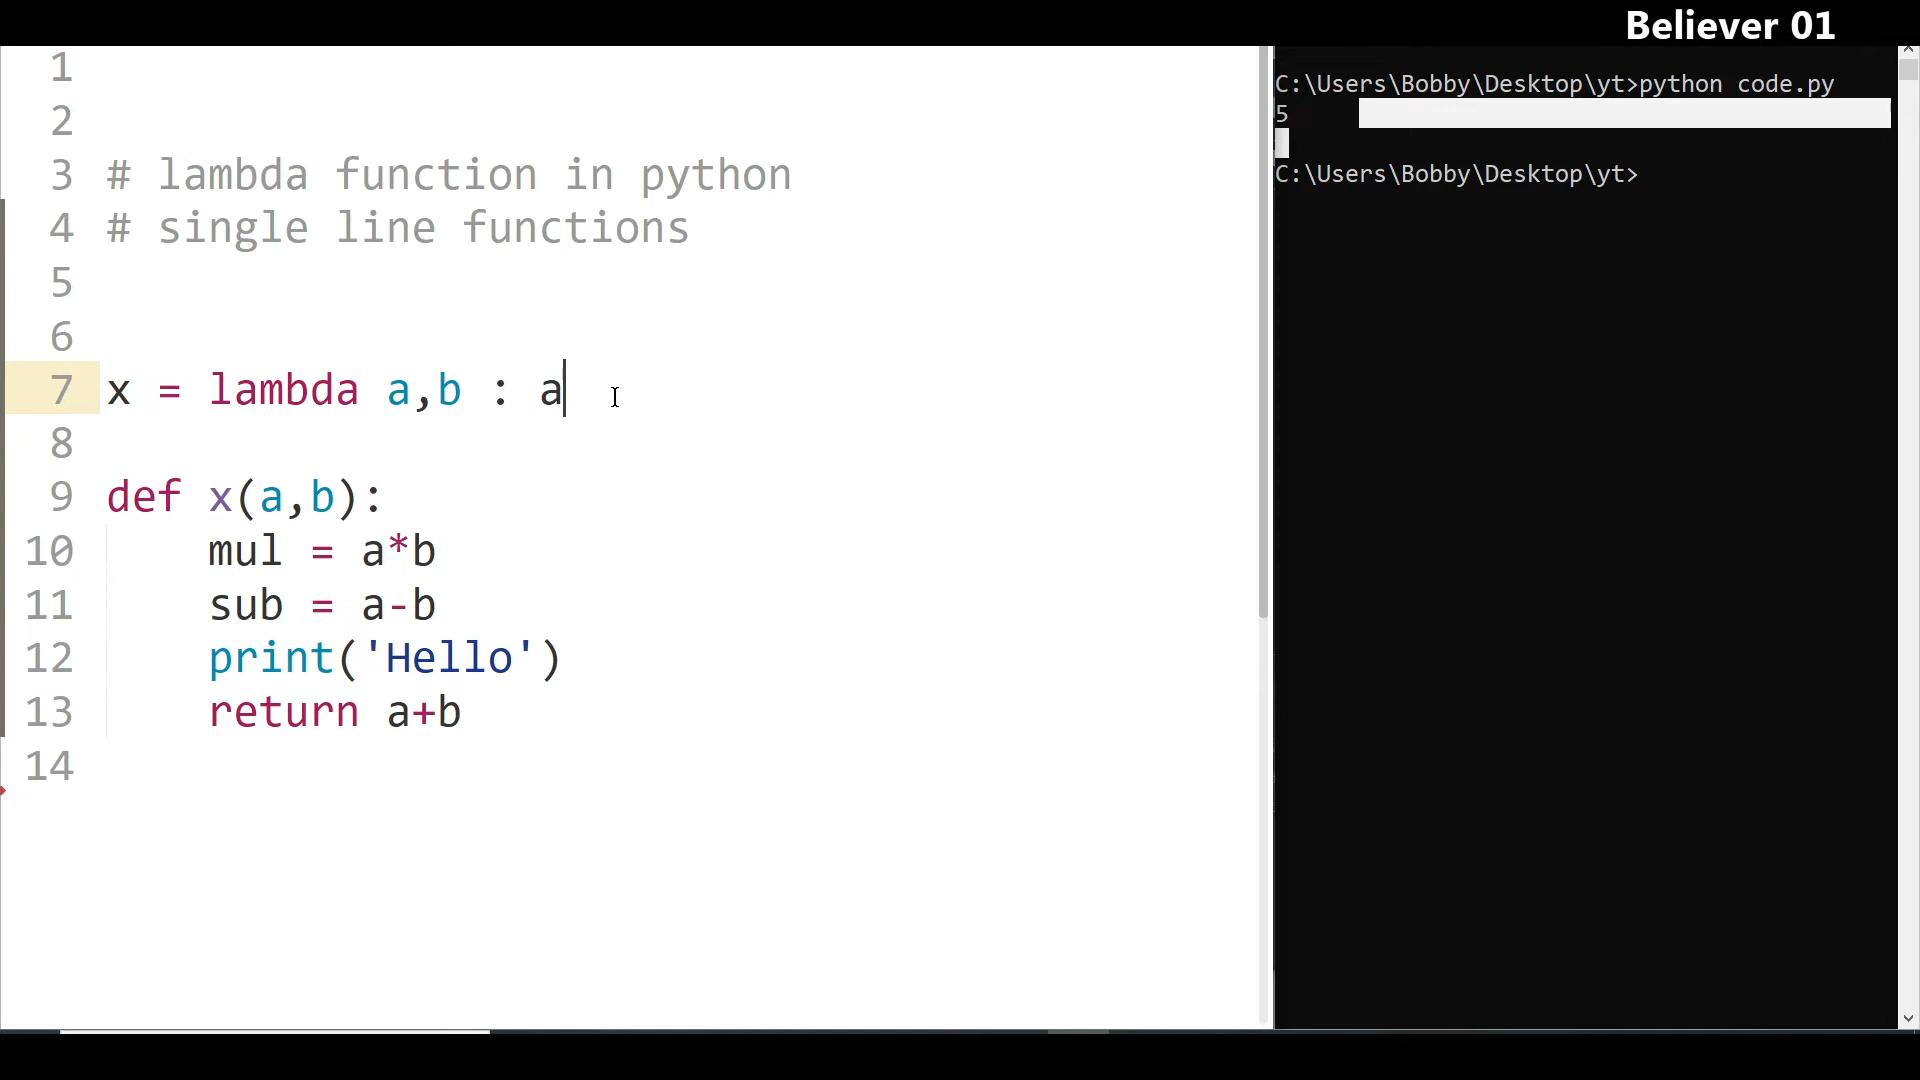 Believer 01
1
2
3 # lambda function in python
4 # single line functions
5
6
7 x = lambda a,b : a
8
9 def x(a,b):
10 mul = a*b
11 sub = a-b
12 print('Hello')
13 return a+b
14
C:\Users\Bobby\Desktop\yt>python code.py
5
C:\Users\Bobby\Desktop\yt>